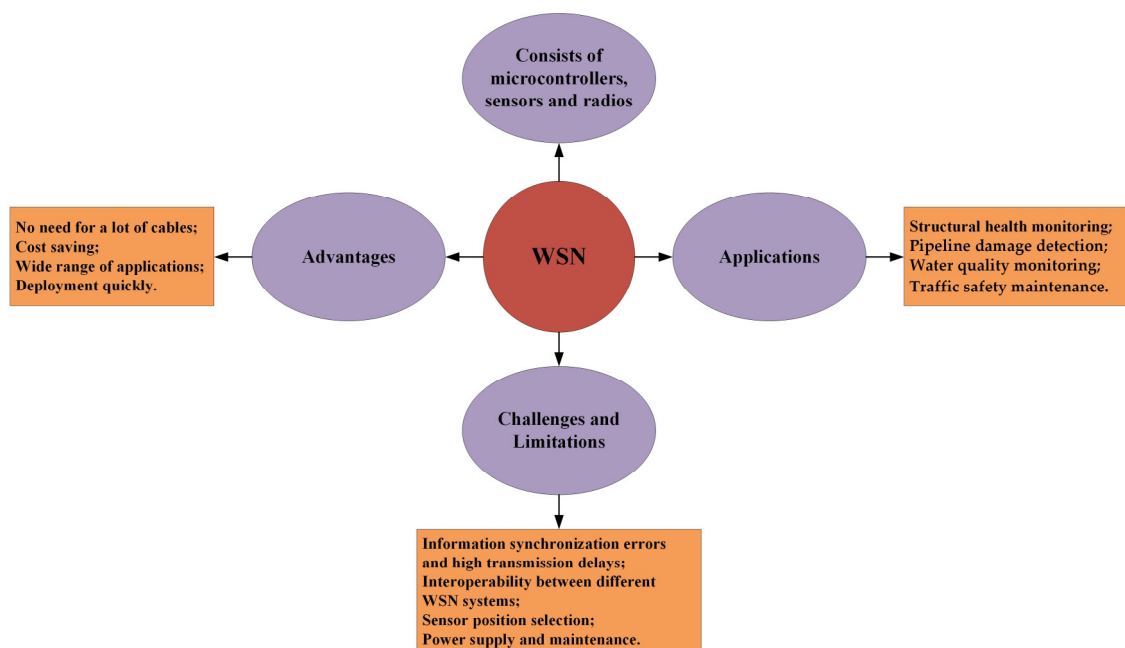 Consists of
microcontrollers,
sensors and radios
No need for a lot of cables;
Cost saving;
Wide range of applications;
Deployment quickly.
Advantages
WSN
Applications
Structural health monitoring;
Pipeline damage detection;
Water quality monitoring;
Traffic safety maintenance.
Challenges and
Limitations
Information synchronization errors
and high transmission delays;
Interoperability between different
WSN systems;
Sensor position selection;
Power supply and maintenance.